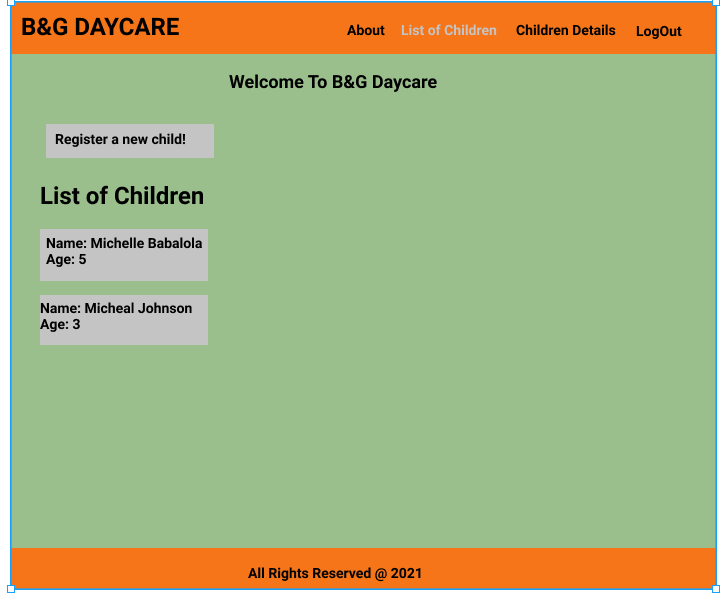 B&G DAYCARE
About List of Children Children Details LogOut
Welcome To B&G Daycare
Register a new child!
List of Children
Name: Michelle Babalola
Age: 5
Name: Micheal Johnson
Age: 3
All Rights Reserved @ 2021